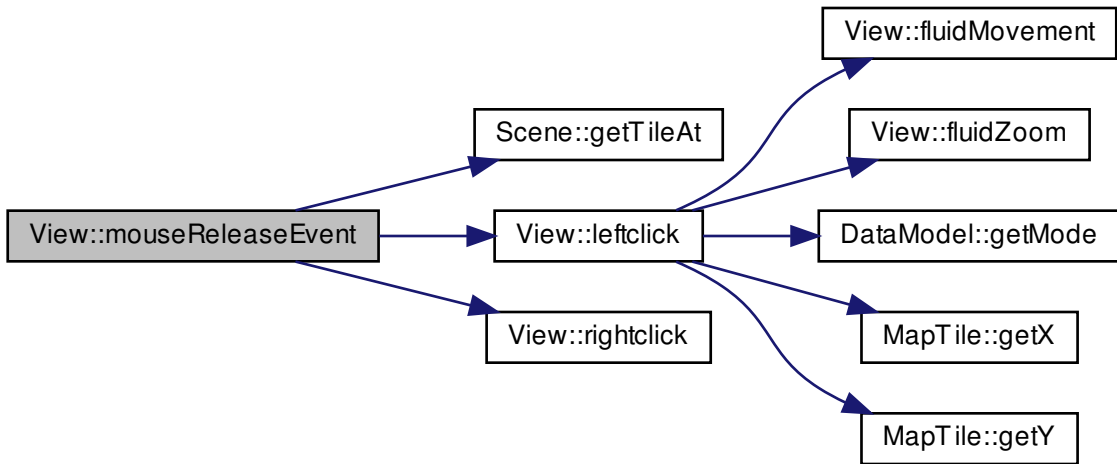 View::mouseReleaseEvent
Scene::getTileAt
View::leftclick
View::rightclick
View::fluidMovement
View::fluidZoom
DataModel::getMode
MapTile::getX
MapTile::getY